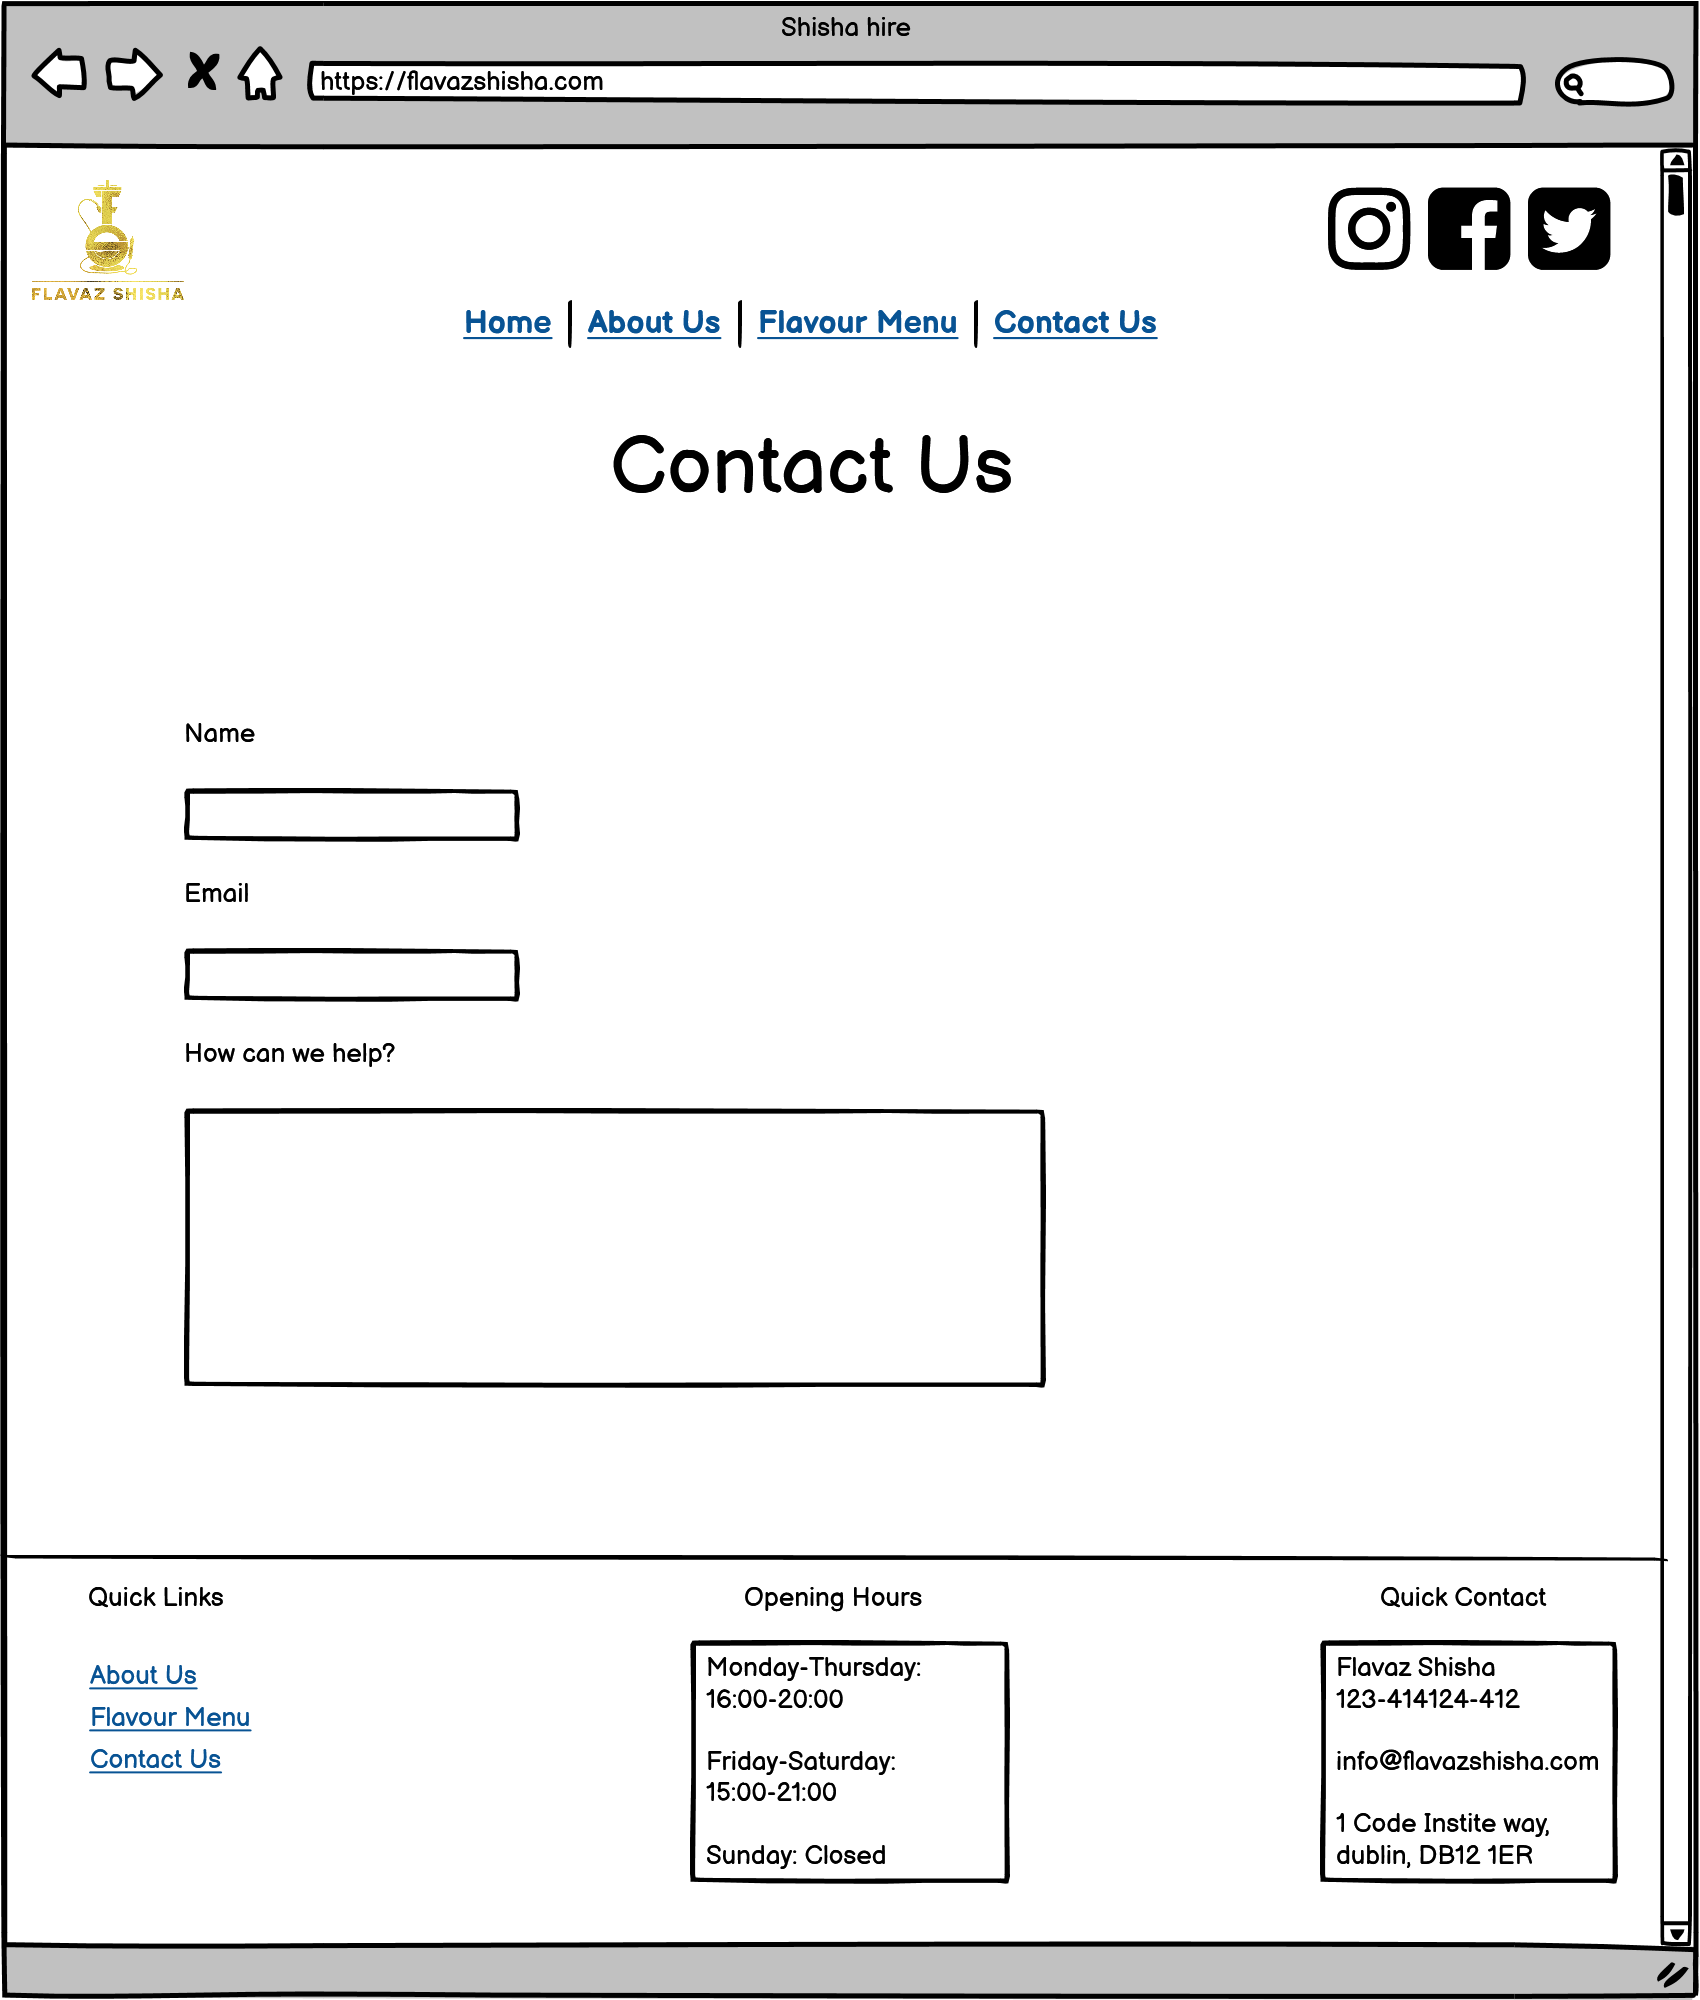 Shisha hire
https://flavazshisha.com
FLAVAZ SHISHA
Home
About Us
Flavour Menu
Contact Us
Contact Us
Name
Email
How can we help?
Quick Links
About Us
Flavour Menu
Contact Us
Opening Hours
Monday-Thursday:
16:00-20:00
Friday-Saturday:
15:00-21:00
Sunday: Closed
Quick Contact
Flavaz Shisha
123-414124-412
info@flavazshisha.com
1 Code Instite way,
dublin, DB12 1ER